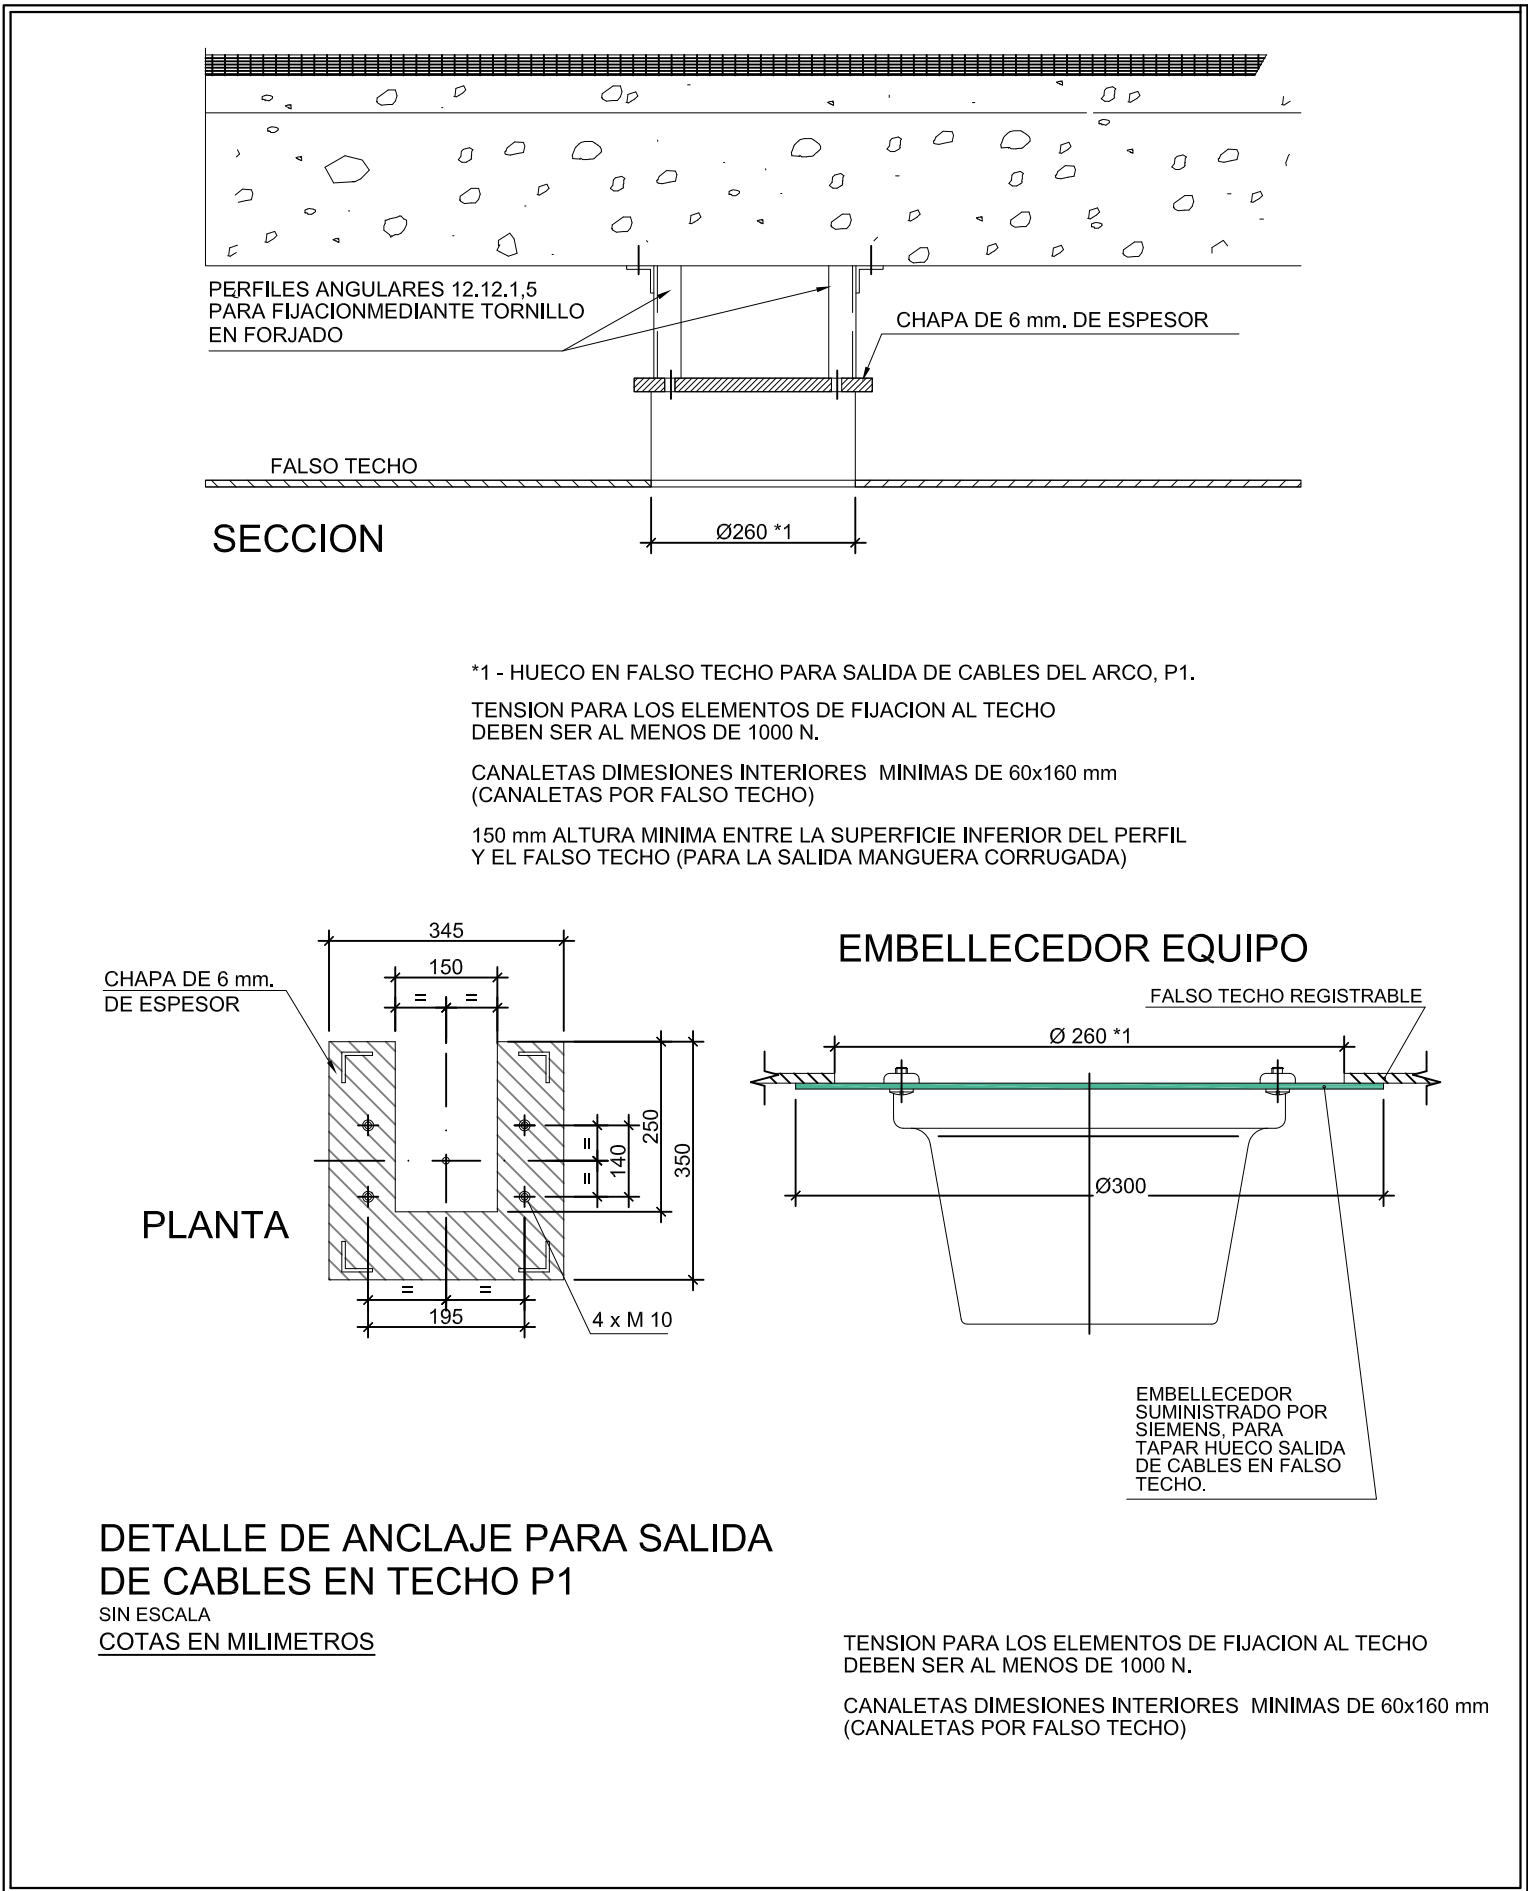 PERFILES ANGULARES 12.12.1,5
PARA FIJACIONMEDIANTE TORNILLO
EN FORJADO
CHAPA DE 6 mm. DE ESPESOR
FALSO TECHO
SECCION
Ø260 *1
*1 - HUECO EN FALSO TECHO PARA SALIDA DE CABLES DEL ARCO, P1.
TENSION PARA LOS ELEMENTOS DE FIJACION AL TECHO
DEBEN SER AL MENOS DE 1000 N.
CANALETAS DIMESIONES INTERIORES  MINIMAS DE 60x160 mm
(CANALETAS POR FALSO TECHO)
150 mm ALTURA MINIMA ENTRE LA SUPERFICIE INFERIOR DEL PERFIL
Y EL FALSO TECHO (PARA LA SALIDA MANGUERA CORRUGADA)
345
150
= =
CHAPA DE 6 mm.
DE ESPESOR
250
350
140
= =
PLANTA
= =
195
4 x M 10
EMBELLECEDOR EQUIPO
FALSO TECHO REGISTRABLE
Ø 260 *1
Ø300
EMBELLECEDOR
SUMINISTRADO POR
SIEMENS, PARA
TAPAR HUECO SALIDA
DE CABLES EN FALSO
TECHO.
DETALLE DE ANCLAJE PARA SALIDA
DE CABLES EN TECHO P1
SIN ESCALA
COTAS EN MILIMETROS
TENSION PARA LOS ELEMENTOS DE FIJACION AL TECHO
DEBEN SER AL MENOS DE 1000 N.
CANALETAS DIMESIONES INTERIORES  MINIMAS DE 60x160 mm
(CANALETAS POR FALSO TECHO)